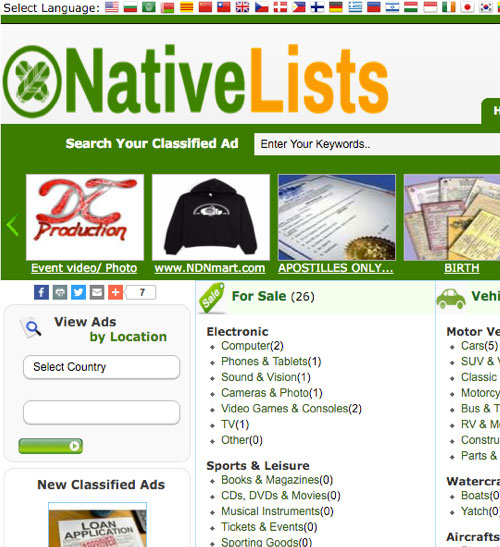 Select Language:
NativeLists
H
Search Your Classified Ad
Enter Your Keywords..
DC
Production
Event video/ Photo
www.NDNmart.com
APOSTILLES ONLY...
BIRTH
7
View Ads
by Location
Select Country
New Classified Ads
LOAN
APPLICATION
APPROVED
Sale
For Sale (26)
Electronic
Computer(2)
Phones & Tablets(1)
Sound & Vision(1)
Cameras & Photo(1)
Video Games & Consoles(2)
TV(1)
Other(0)
Sports & Leisure
Books & Magazines(0)
CDs, DVDs & Movies(0)
Musical Instruments(0)
Tickets & Events(0)
Sporting Goods(0)
Vehi
Motor Ve
Cars(5)
SUV & V
Classic
Motorcy
Bus & T
RV & M
Constru
Parts &
Watercra
Boats(0)
Yatch(0)
Aircrafts